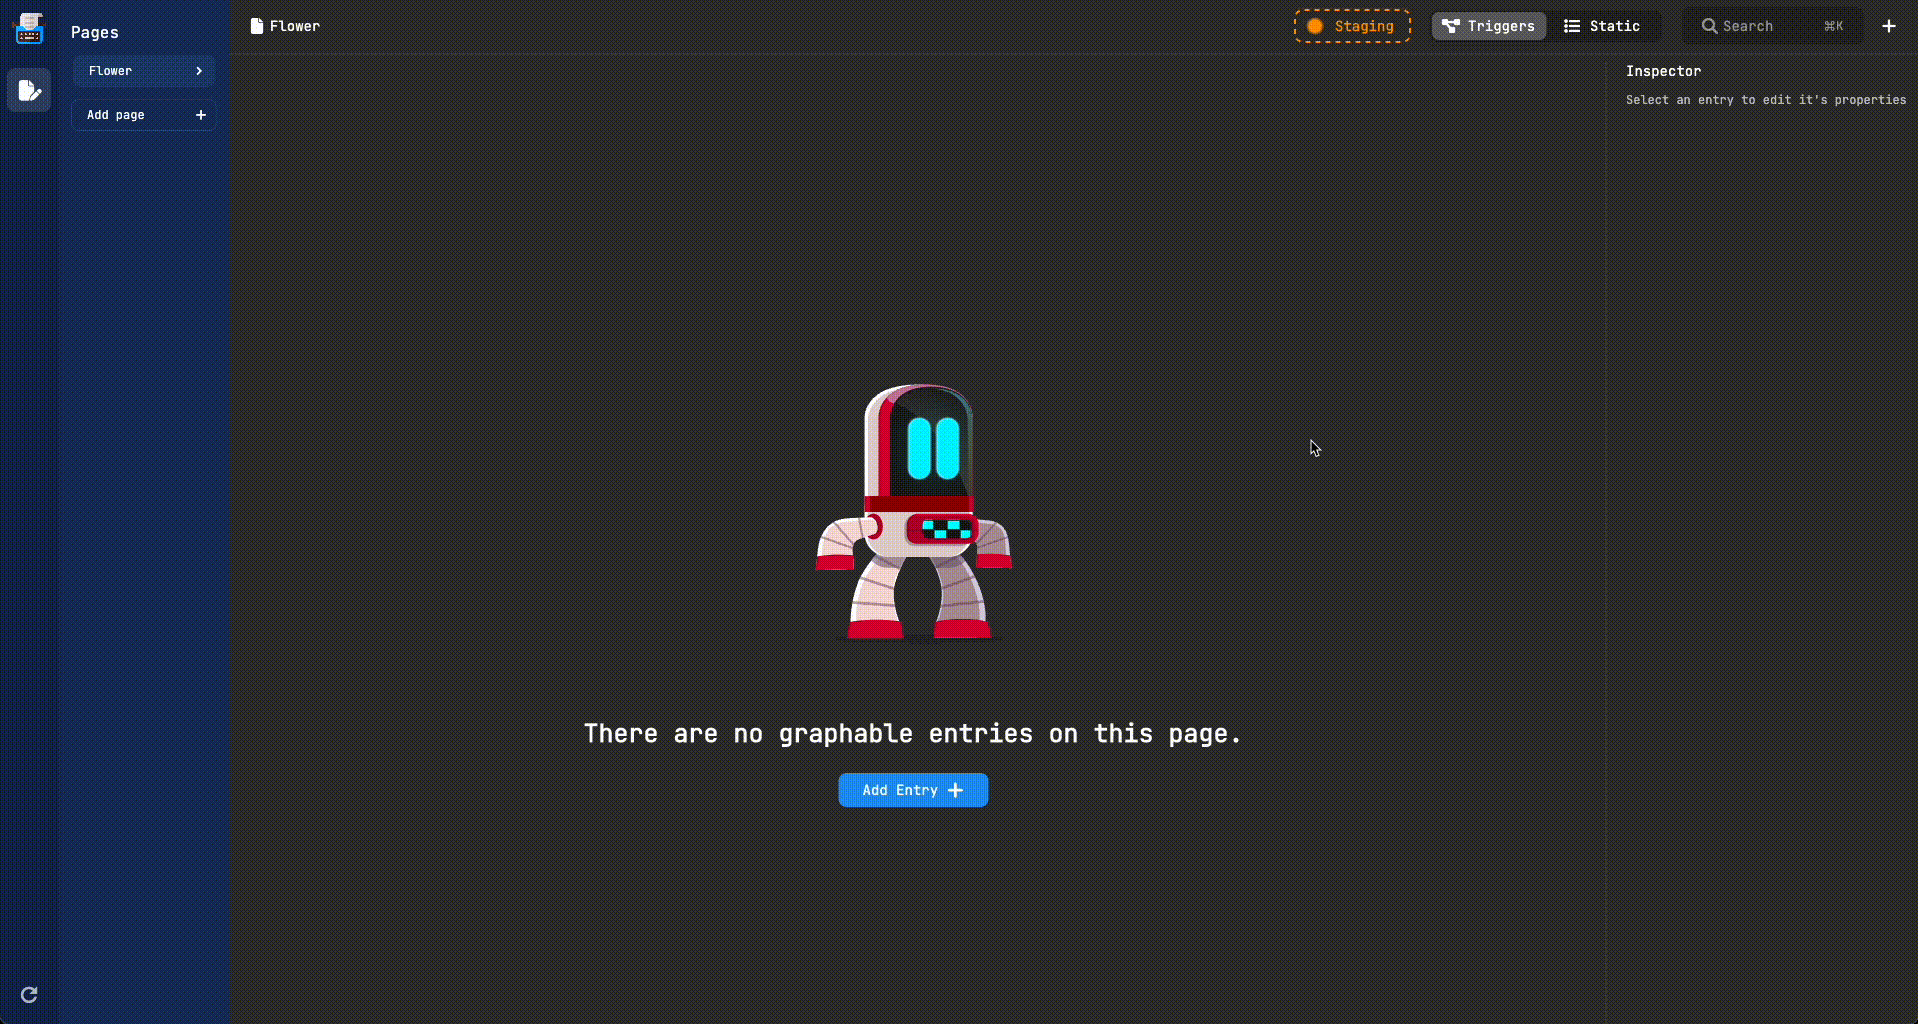 Pages
Flower
Add page
Flower
Staging
Triggers
Static
Search
⌘K
Inspector
Select an entry to edit it's properties
There are no graphable entries on this page.
Add Entry